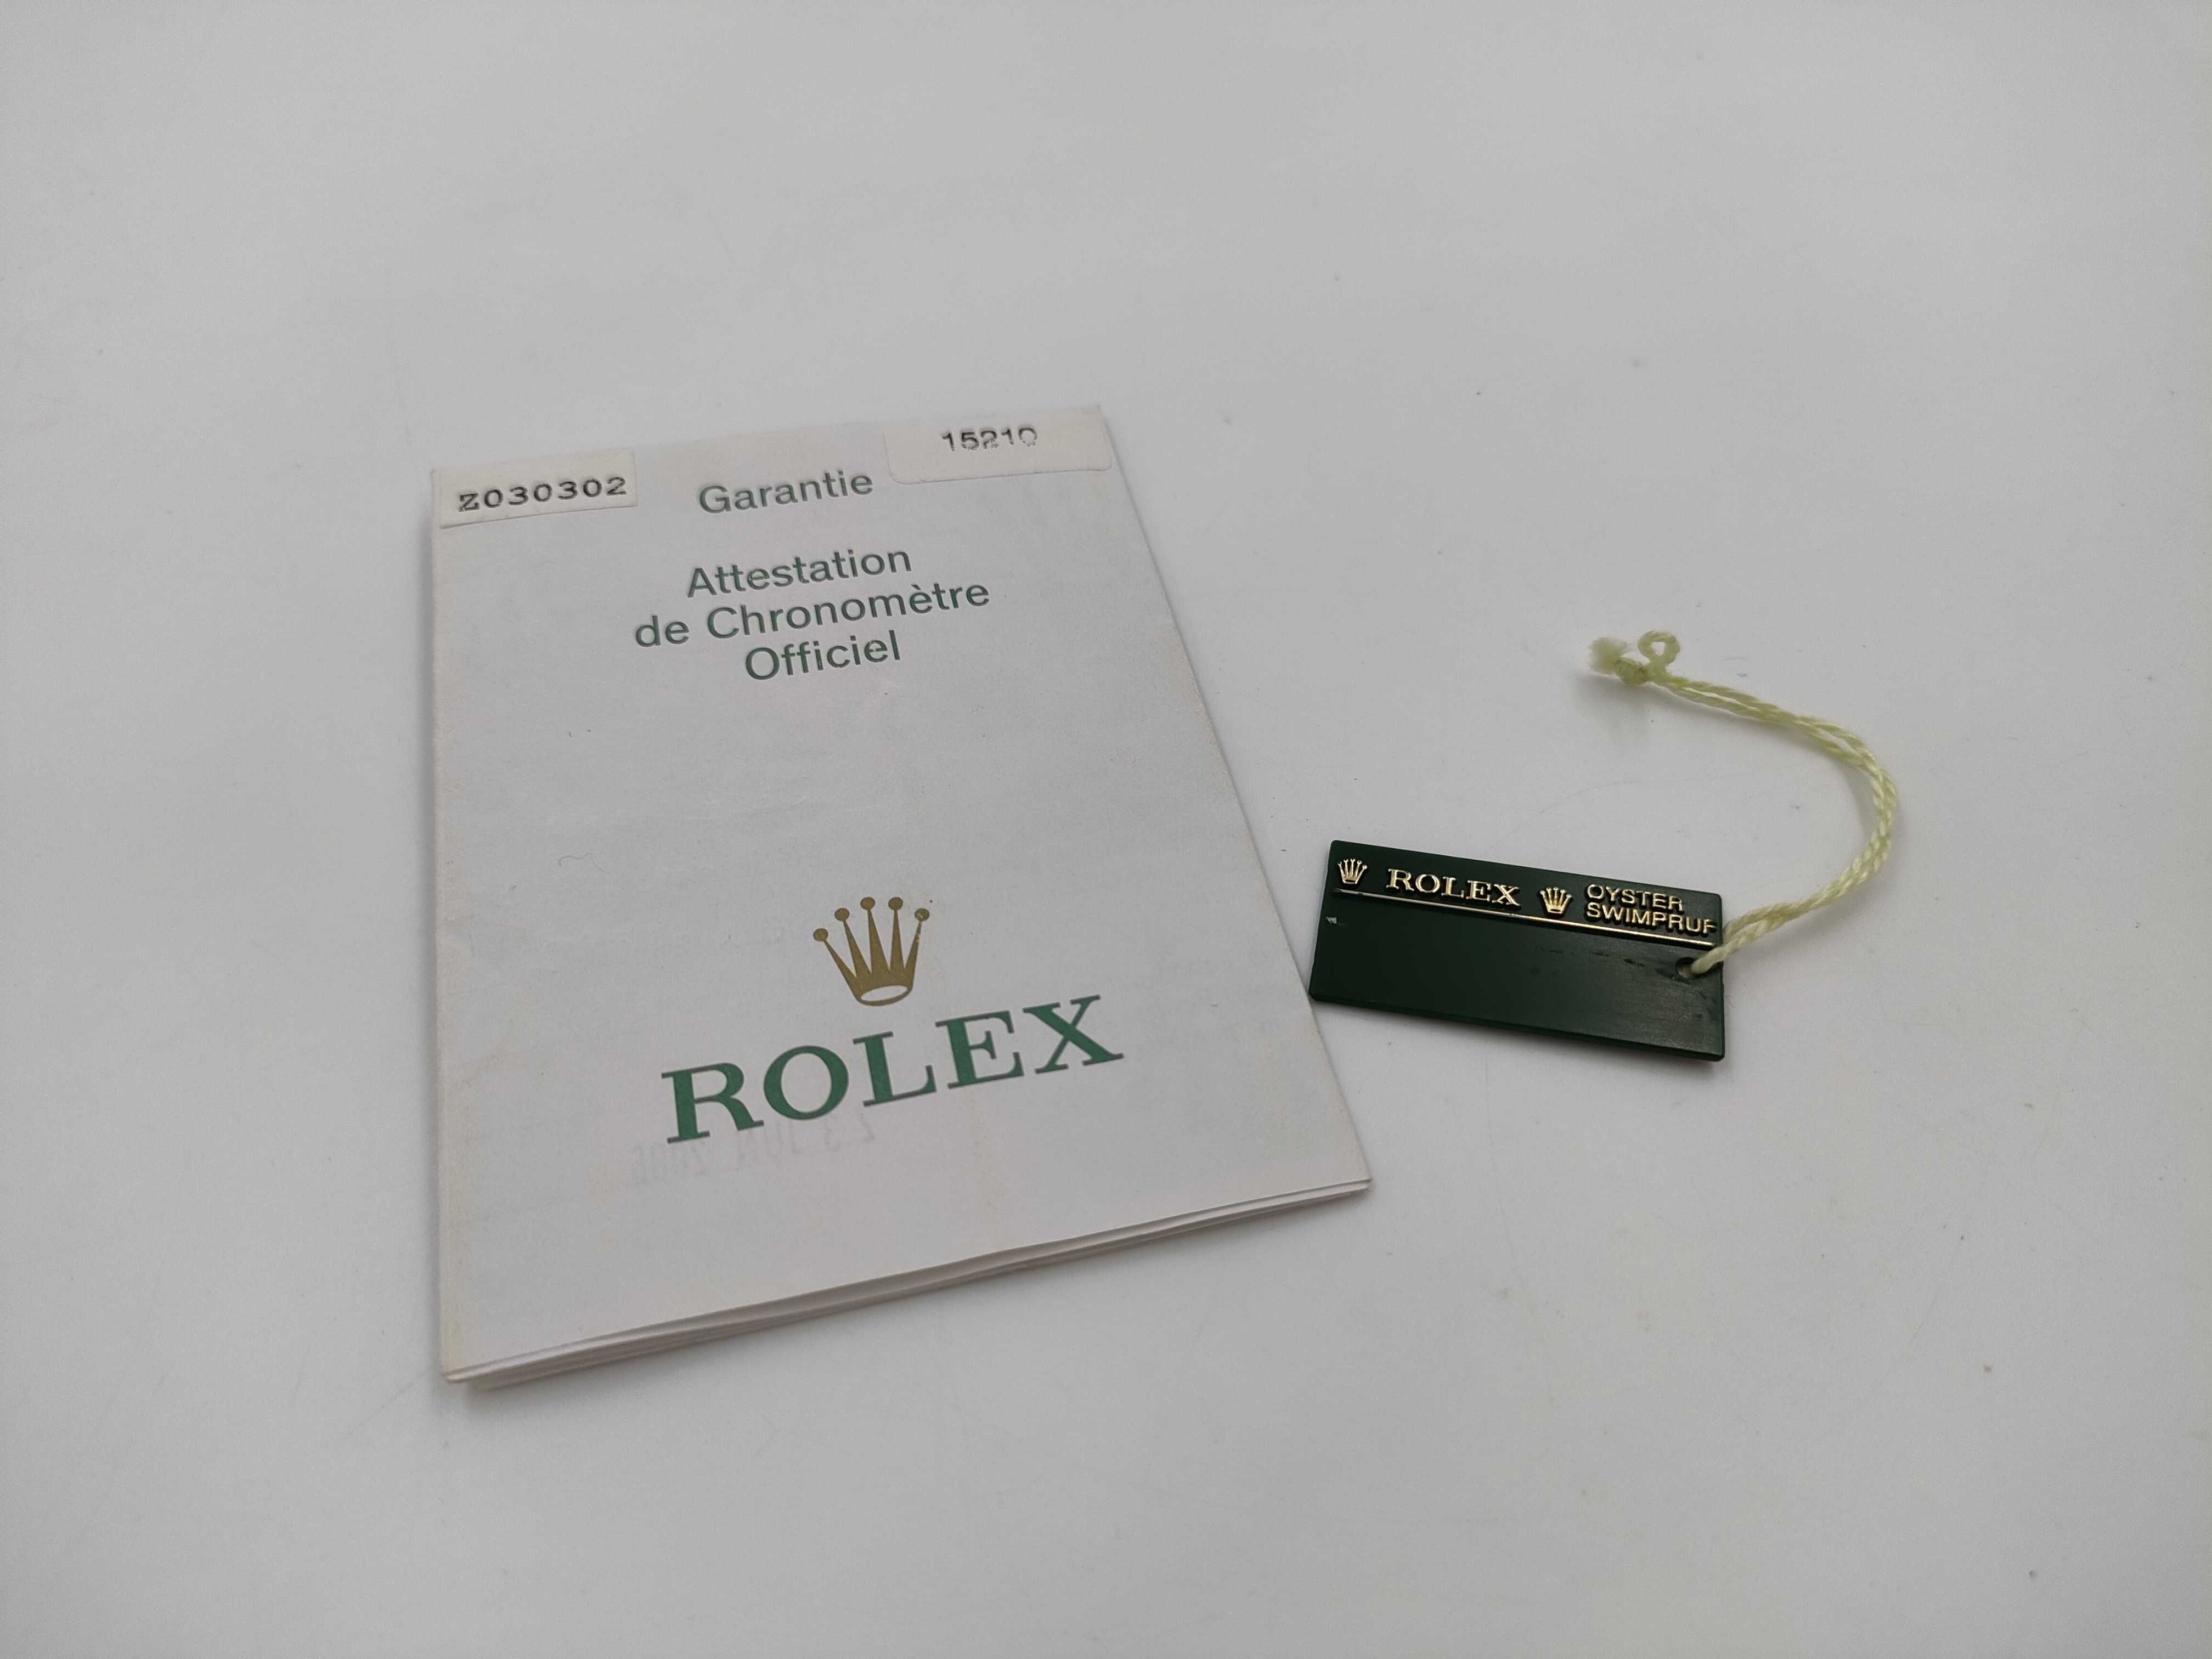 Z030302
15210
Garantie
Attestation
de Chronomètre
Officiel
ROLEX
ROLEX
OYSTER
SWIMPRUF